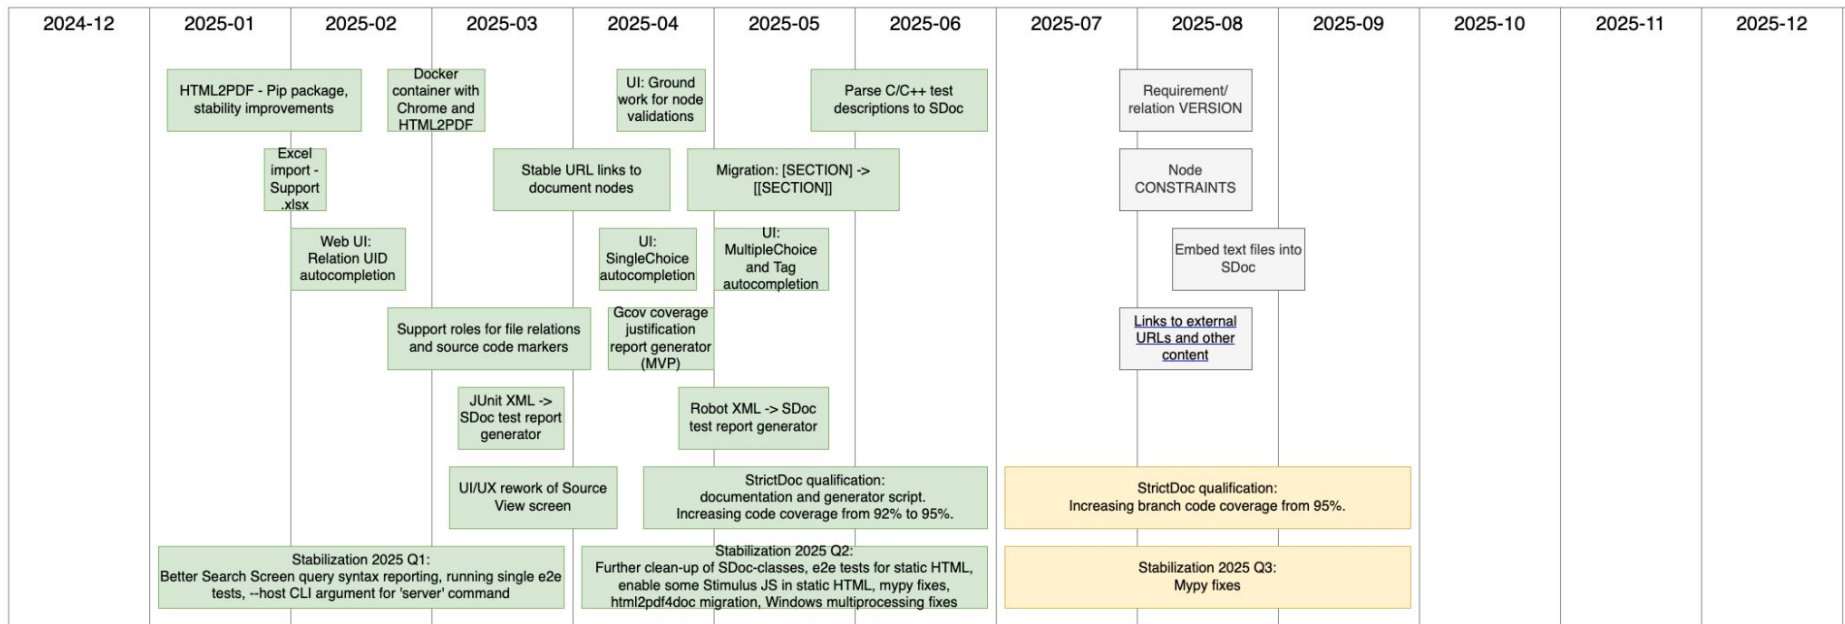 2024-12
2025-01
2025-02
2025-03
2025-04
2025-05
2025-06
2025-07
2025-08
2025-09
2025-10
2025-11
2025-12
HTML2PDF - Pip package,
stability improvements
Docker
container with
Chrome and
HTML2PDF
UI: Ground
work for node
validations
Parse C/C++ test
descriptions to SDoc
Requirement/
relation VERSION
Excel
import -
Support
.xlsx
Stable URL links to
document nodes
Migration: [SECTION] ->
[[SECTION]]
Node
CONSTRAINTS
Web UI:
Relation UID
autocompletion
UI:
SingleChoice
autocompletion
UI:
MultipleChoice
and Tag
autocompletion
Embed text files into
SDoc
Support roles for file relations
and source code markers
Gcov coverage
justification
report generator
(MVP)
Links to external
URLs and other
content
JUnit XML ->
SDoc test report
generator
Robot XML -> SDoc
test report generator
UI/UX rework of Source
View screen
StrictDoc qualification:
documentation and generator script.
Increasing code coverage from 92% to 95%.
StrictDoc qualification:
Increasing branch code coverage from 95%.
Stabilization 2025 Q1:
Better Search Screen query syntax reporting, running single e2e
tests, --host CLI argument for 'server' command
Stabilization 2025 Q2:
Further clean-up of SDoc-classes, e2e tests for static HTML,
enable some Stimulus JS in static HTML, mypy fixes,
html2pdf4doc migration, Windows multiprocessing fixes
Stabilization 2025 Q3:
Mypy fixes